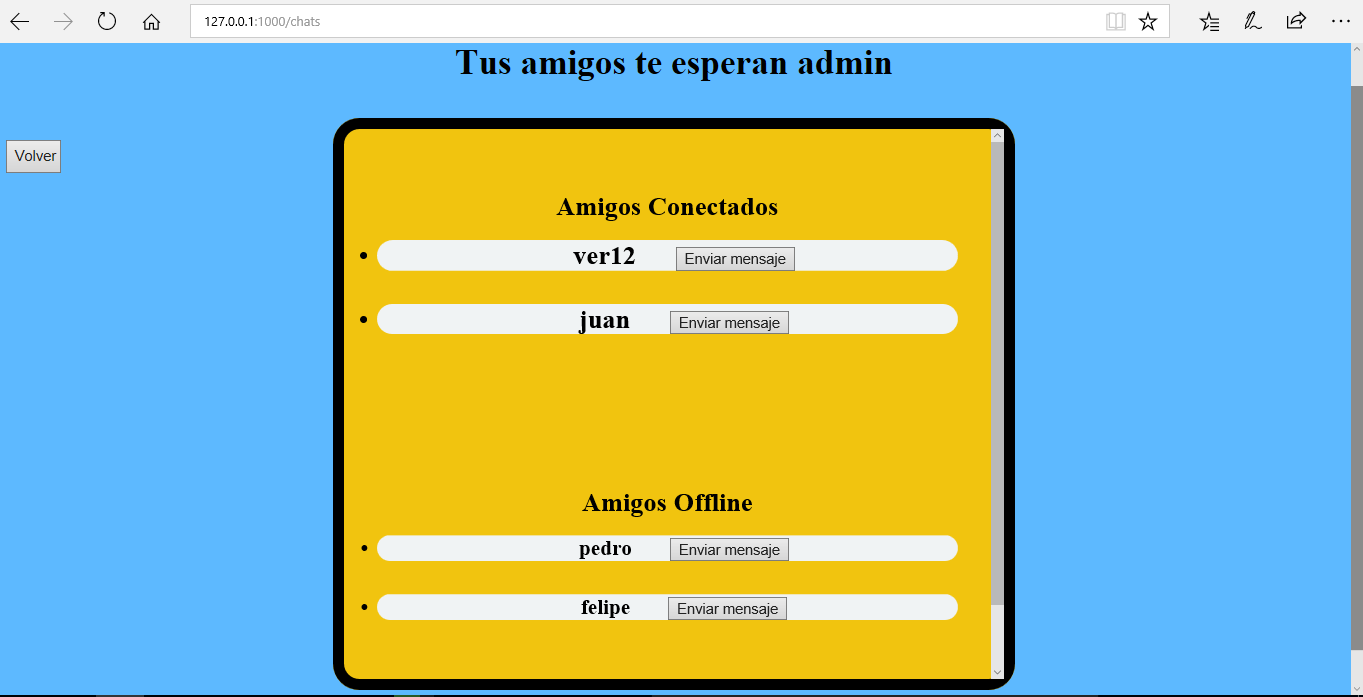 127.0.0.1:1000/chats
Tus amigos te esperan admin
Volver
Amigos Conectados
ver12 Enviar mensaje
juan Enviar mensaje
Amigos Offline
pedro Enviar mensaje
felipe Enviar mensaje